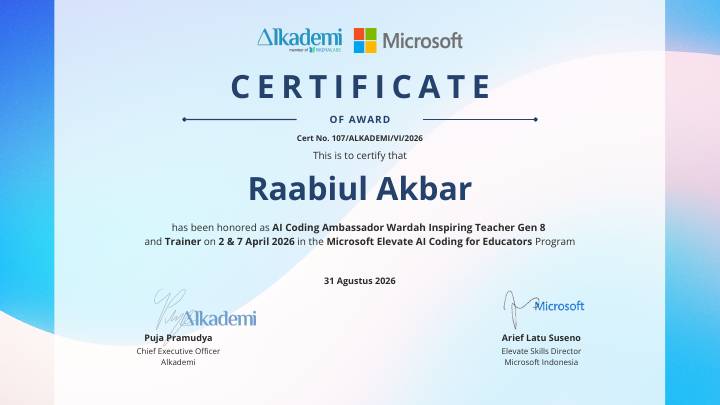 Alkademi
member of
Microsoft
CERTIFICATE
OF AWARD
Cert No. 107/ALKADEMI/VI/2026
This is to certify that
Raabiul Akbar
has been honored as AI Coding Ambassador Wardah Inspiring Teacher Gen 8
and Trainer on 2 & 7 April 2026 in the Microsoft Elevate AI Coding for Educators Program
31 Agustus 2026
Alkademi
Microsoft
Puja Pramudya
Arief Latu Suseno
Chief Executive Officer
Elevate Skills Director
Alkademi
Microsoft Indonesia